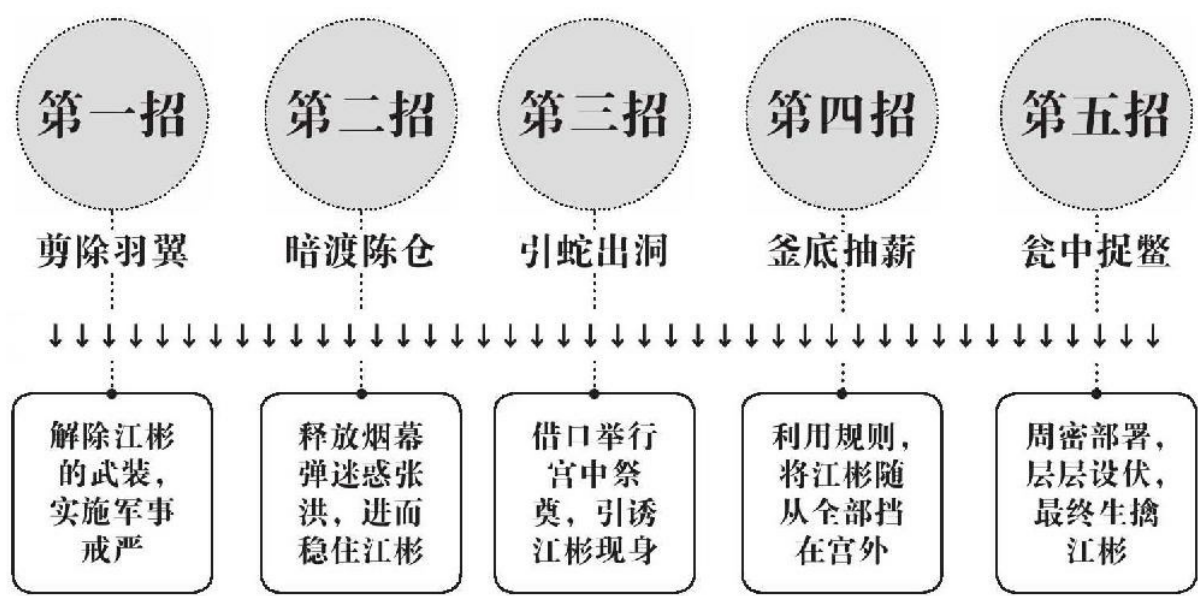 第一招
第二招
第三招
第四招
第五招
剪除羽翼
暗渡陈仓
引蛇出洞
釜底抽薪
瓮中捉鳖
解除江彬
的武装，
实施军事
戒严
释放烟幕
弹迷惑张
洪，进而
稳住江彬
借口举行
宫中祭
奠，引诱
江彬现身
利用规则，
将江彬随
从全部挡
在宫外
周密部署，
层层设伏，
最终生擒
江彬